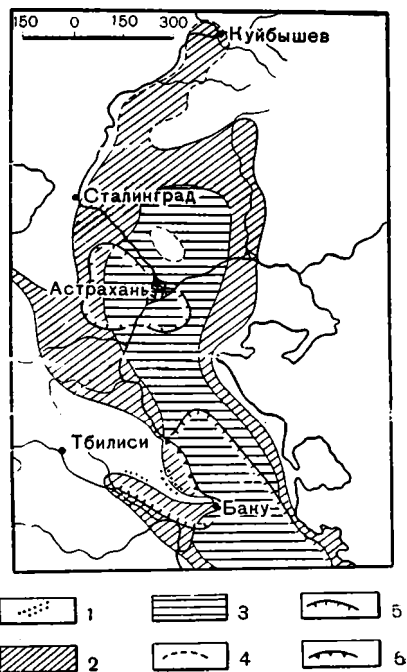 150 0 150 300
Куйбышев
Сталинград
Астрахань
Тбилиси
Баку
1 3 5
2 4 6